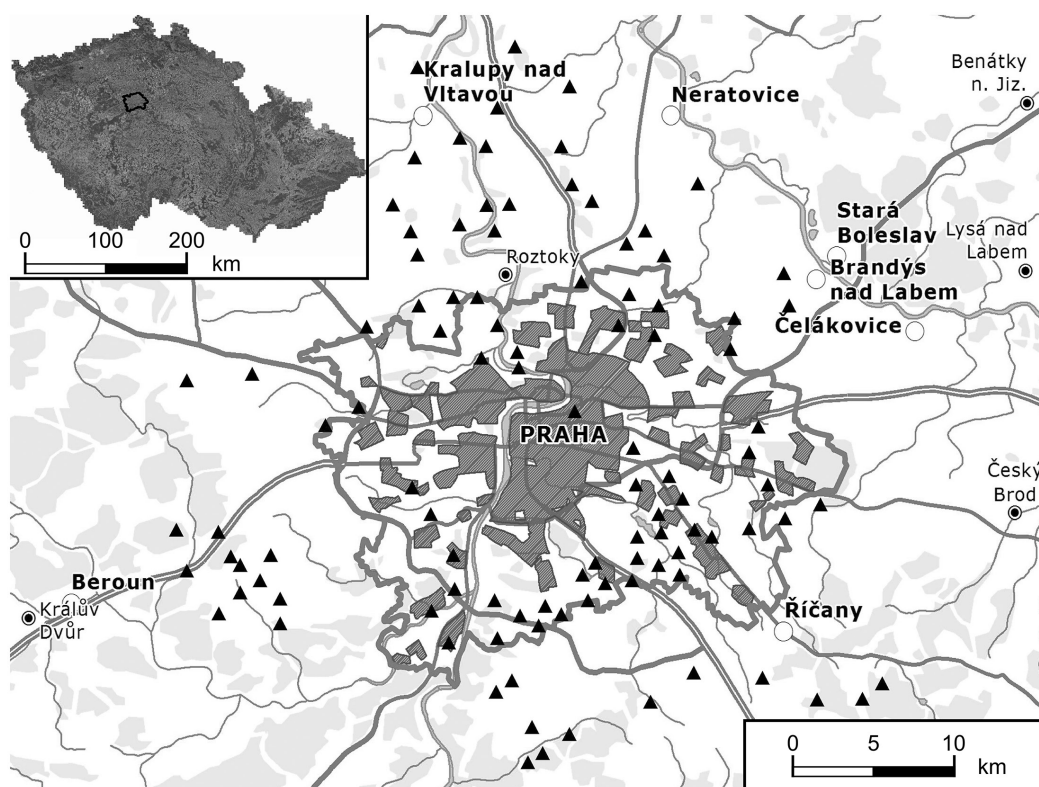 Kralupy nad
Vltavou
Neratovice
Benátky
n. Jiz.
0 100 200
km
Roztoky
Stará
Boleslav
Lysá nad
Labem
Brandýs
nad Labem
Čelákovice
PRAHA
Český
Brod
Beroun
Králův
Dvůr
Říčany
0 5 10
km